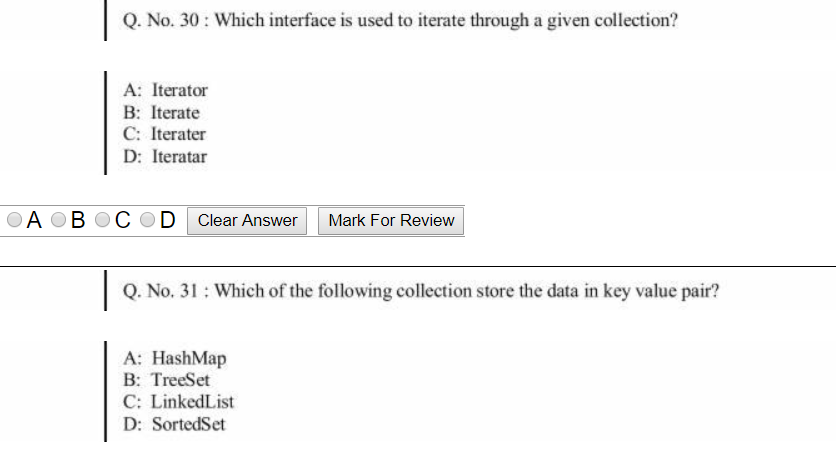 Q. No. 30 : Which interface is used to iterate through a given collection?
A: Iterator
B: Iterate
C: Iterater
D: Iteratar
A B C D Clear Answer Mark For Review
Q. No. 31 : Which of the following collection store the data in key value pair?
A: HashMap
B: TreeSet
C: LinkedList
D: SortedSet